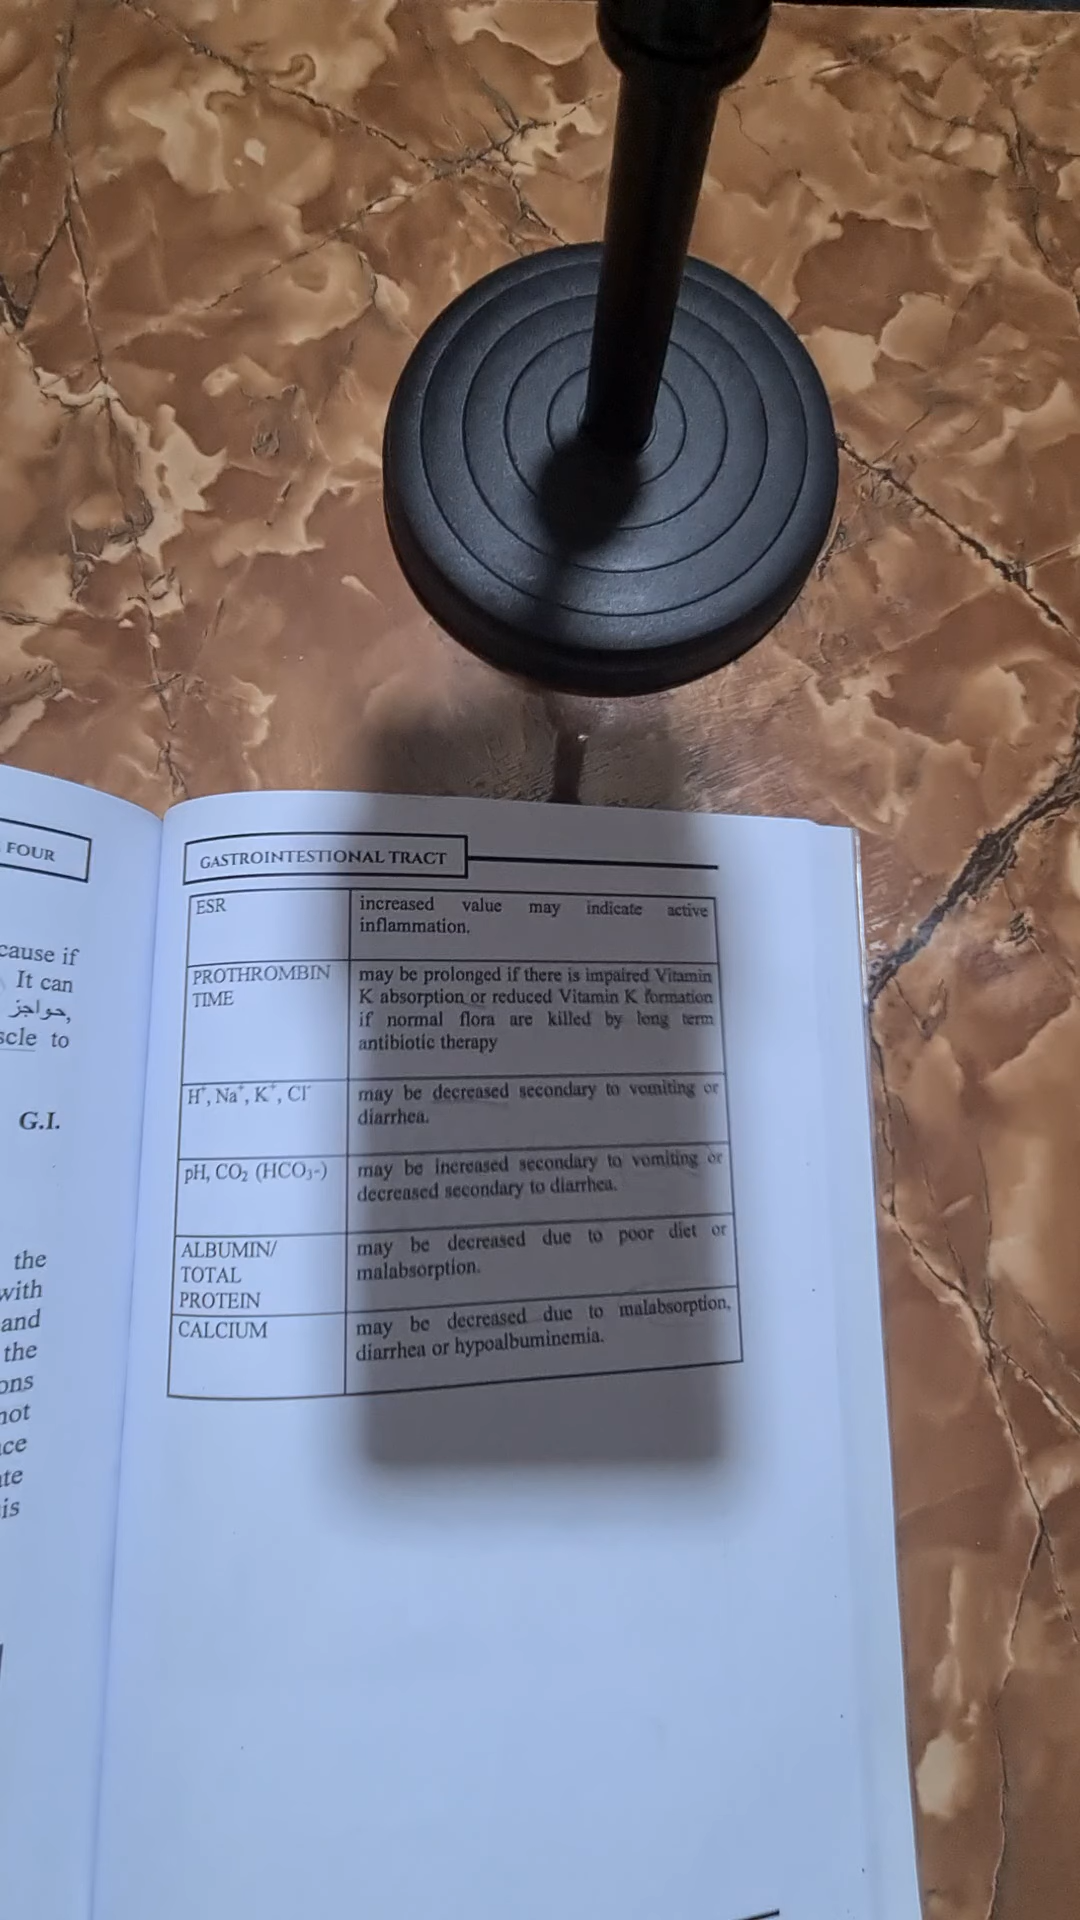 FOUR
cause if
It can
حواجز,
scle to
G.I.
the
with
and
the
ons
not
ce
ate
is
GASTROINTESTIONAL TRACT
ESR
increased value may indicate active
inflammation.
PROTHROMBIN
TIME
may be prolonged if there is impaired Vitamin
K absorption or reduced Vitamin K formation
if normal flora are killed by long term
antibiotic therapy
H⁺, Na⁺, K⁺, Cl⁻
may be decreased secondary to vomiting or
diarrhea.
pH, CO₂ (HCO₃-)
may be increased secondary to vomiting or
decreased secondary to diarrhea.
ALBUMIN/
TOTAL
PROTEIN
may be decreased due to poor diet or
malabsorption.
CALCIUM
may be decreased due to malabsorption,
diarrhea or hypoalbuminemia.